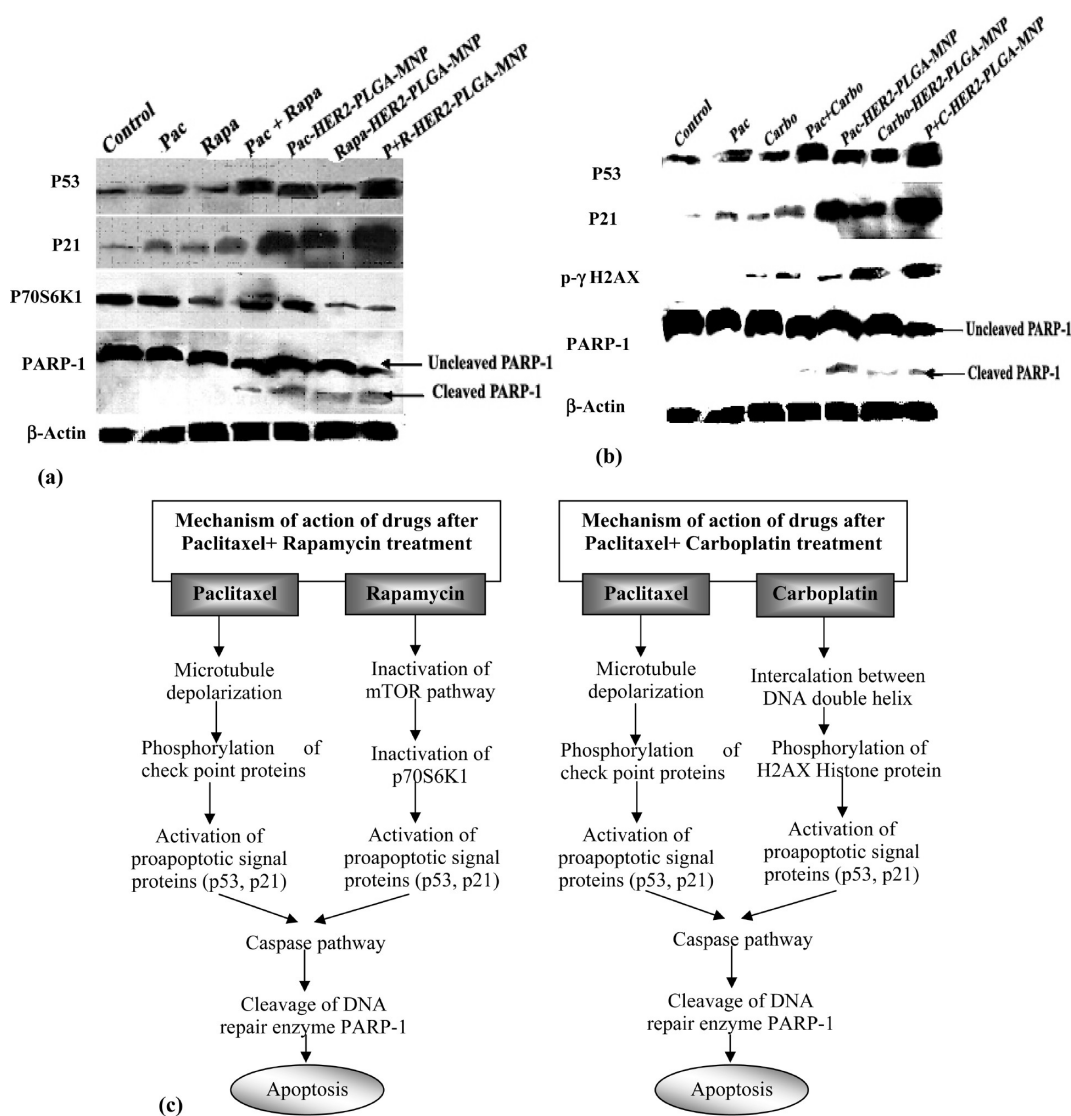 Control
Pac
Rapa
Pac + Rapa
Pac-HER2-PLGA-MNP
Rapa-HER2-PLGA-MNP
P+R-HER2-PLGA-MNP
P53
P21
P70S6K1
PARP-1
Uncleaved PARP-1
Cleaved PARP-1
β-Actin
(a)
Control
Pac
Carbo
Pac+Carbo
Pac-HER2-PLGA-MNP
Carbo-HER2-PLGA-MNP
P+C-HER2-PLGA-MNP
P53
P21
p-γ H2AX
PARP-1
Uncleaved PARP-1
Cleaved PARP-1
β-Actin
(b)
Mechanism of action of drugs after
Paclitaxel+ Rapamycin treatment
Paclitaxel
Rapamycin
Microtubule
depolarization
Inactivation of
mTOR pathway
Phosphorylation of
check point proteins
Inactivation of
p70S6K1
Activation of
proapoptotic signal
proteins (p53, p21)
Activation of
proapoptotic signal
proteins (p53, p21)
Caspase pathway
Cleavage of DNA
repair enzyme PARP-1
Apoptosis
Mechanism of action of drugs after
Paclitaxel+ Carboplatin treatment
Paclitaxel
Carboplatin
Microtubule
depolarization
Intercalation between
DNA double helix
Phosphorylation of
check point proteins
Phosphorylation of
H2AX Histone protein
Activation of
proapoptotic signal
proteins (p53, p21)
Activation of
proapoptotic signal
proteins (p53, p21)
Caspase pathway
Cleavage of DNA
repair enzyme PARP-1
Apoptosis
(c)